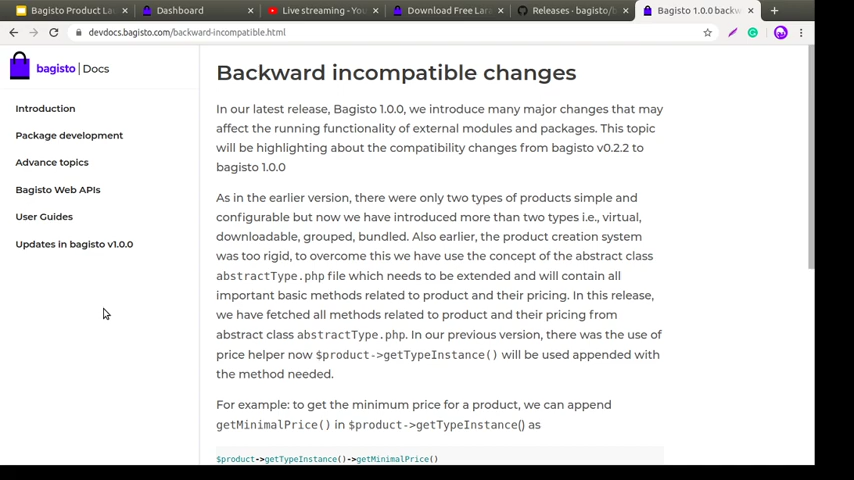 Bagisto Product La
Dashboard
Live streaming - You
Download Free Lara
Releases · bagisto/b
Bagisto 1.0.0 backw
devdocs.bagisto.com/backward-incompatible.html
bagisto | Docs
Introduction
Package development
Advance topics
Bagisto Web APIs
User Guides
Updates in bagisto v1.0.0
Backward incompatible changes
In our latest release, Bagisto 1.0.0, we introduce many major changes that may
affect the running functionality of external modules and packages. This topic
will be highlighting about the compatibility changes from bagisto v0.2.2 to
bagisto 1.0.0
As in the earlier version, there were only two types of products simple and
configurable but now we have introduced more than two types i.e., virtual,
downloadable, grouped, bundled. Also earlier, the product creation system
was too rigid, to overcome this we have use the concept of the abstract class
abstractType.php file which needs to be extended and will contain all
important basic methods related to product and their pricing. In this release,
we have fetched all methods related to product and their pricing from
abstract class abstractType.php. In our previous version, there was the use of
price helper now $product->getTypeInstance() will be used appended with
the method needed.
For example: to get the minimum price for a product, we can append
getMinimalPrice() in $product->getTypeInstance() as
$product->getTypeInstance()->getMinimalPrice()